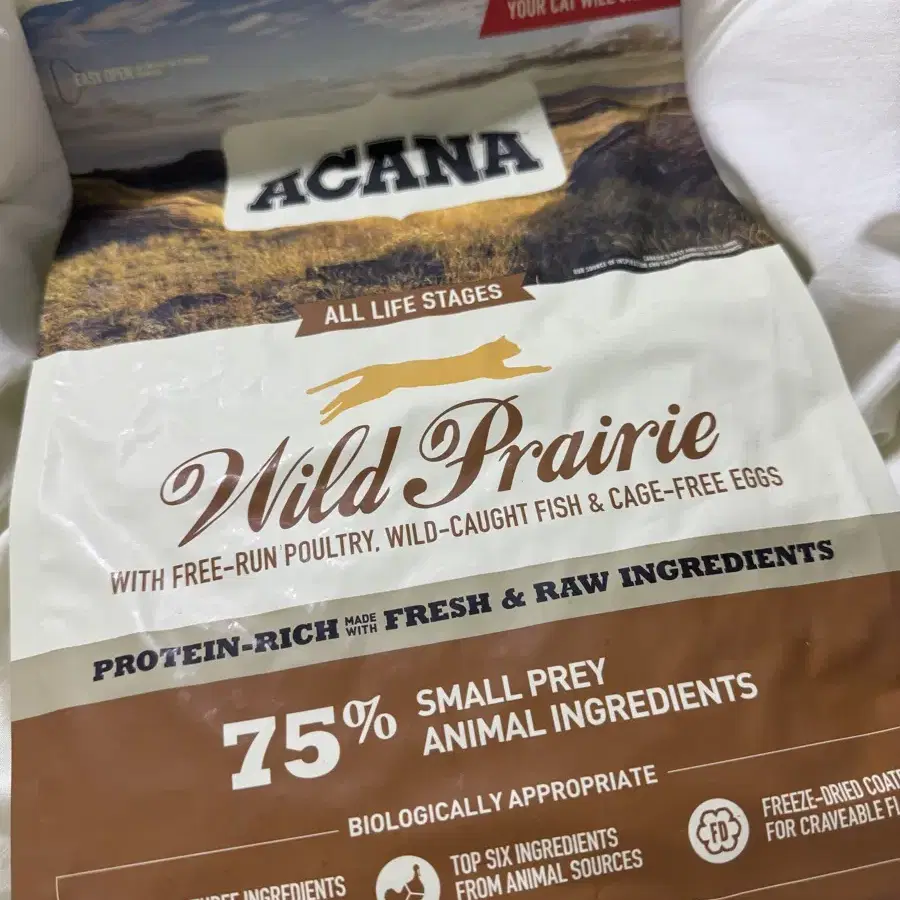 YOUR CAT WILL
EASY OPEN
ACANA
ALL LIFE STAGES
Wild Prairie
WITH FREE-RUN POULTRY, WILD-CAUGHT FISH & CAGE-FREE EGGS
PROTEIN-RICH MADE WITH FRESH & RAW INGREDIENTS
75% SMALL PREY
ANIMAL INGREDIENTS
BIOLOGICALLY APPROPRIATE
INGREDIENTS
TOP SIX INGREDIENTS
FROM ANIMAL SOURCES
FD
FREEZE-DRIED
FOR CRAVEABLE